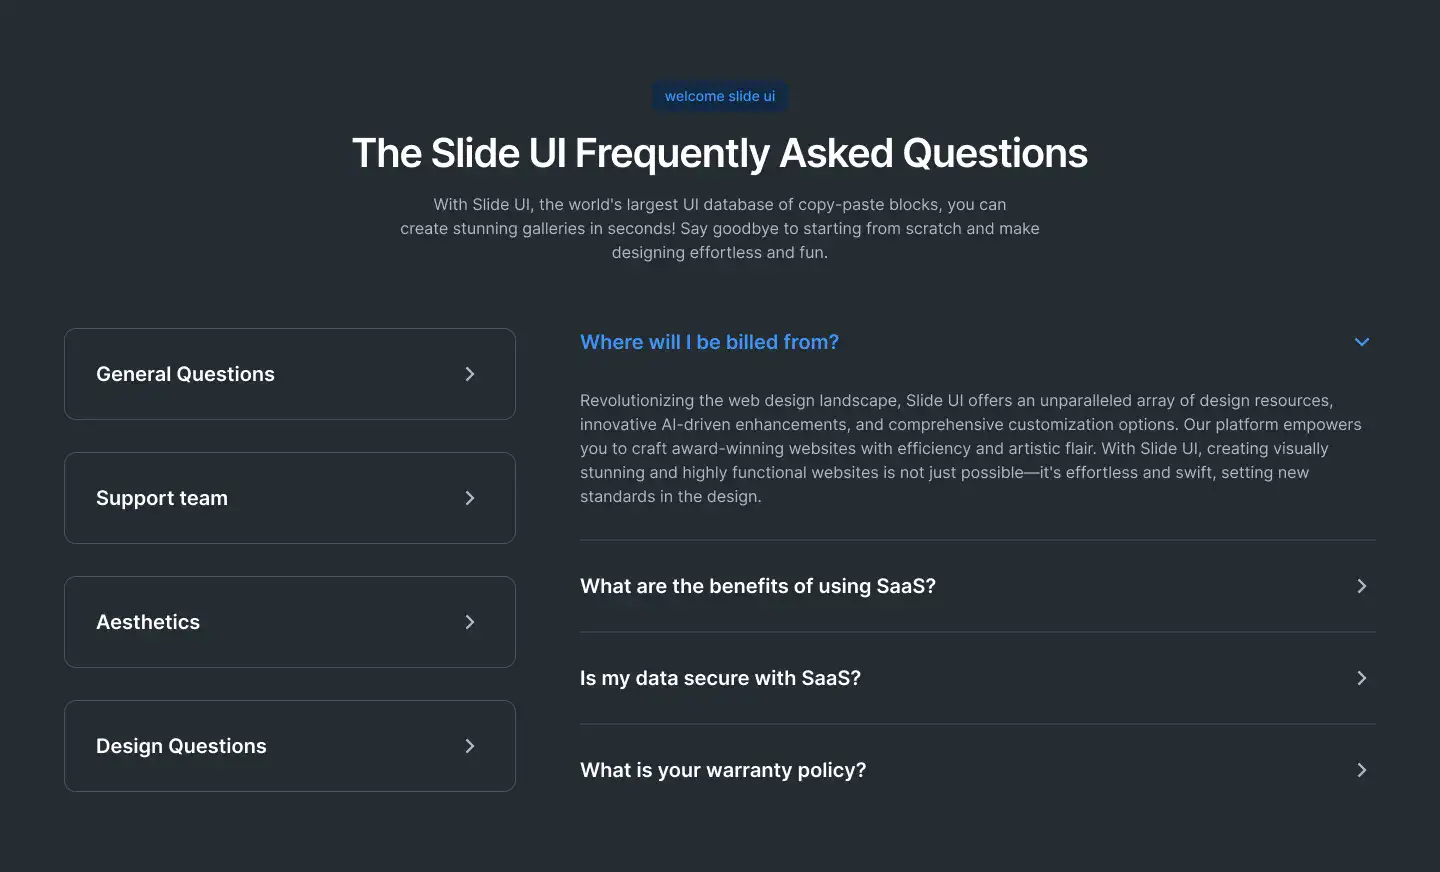 welcome slide ui
The Slide UI Frequently Asked Questions
With Slide UI, the world's largest UI database of copy-paste blocks, you can
create stunning galleries in seconds! Say goodbye to starting from scratch and make
designing effortless and fun.
General Questions
Support team
Aesthetics
Design Questions
Where will I be billed from?
Revolutionizing the web design landscape, Slide UI offers an unparalleled array of design resources,
innovative AI-driven enhancements, and comprehensive customization options. Our platform empowers
you to craft award-winning websites with efficiency and artistic flair. With Slide UI, creating visually
stunning and highly functional websites is not just possible—it's effortless and swift, setting new
standards in the design.
What are the benefits of using SaaS?
Is my data secure with SaaS?
What is your warranty policy?